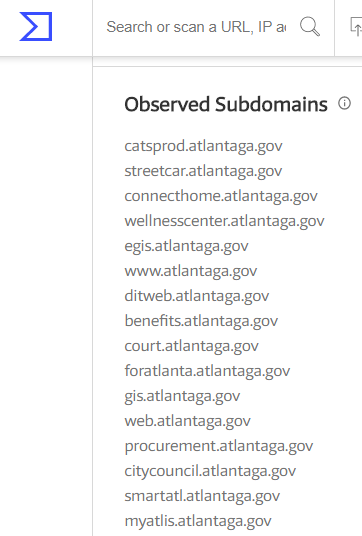 Search or scan a URL, IP a
Observed Subdomains
catsprod.atlantaga.gov
streetcar.atlantaga.gov
connecthome.atlantaga.gov
wellnesscenter.atlantaga.gov
egis.atlantaga.gov
www.atlantaga.gov
ditweb.atlantaga.gov
benefits.atlantaga.gov
court.atlantaga.gov
foratlanta.atlantaga.gov
gis.atlantaga.gov
web.atlantaga.gov
procurement.atlantaga.gov
citycouncil.atlantaga.gov
smartatl.atlantaga.gov
myatlis.atlantaga.gov